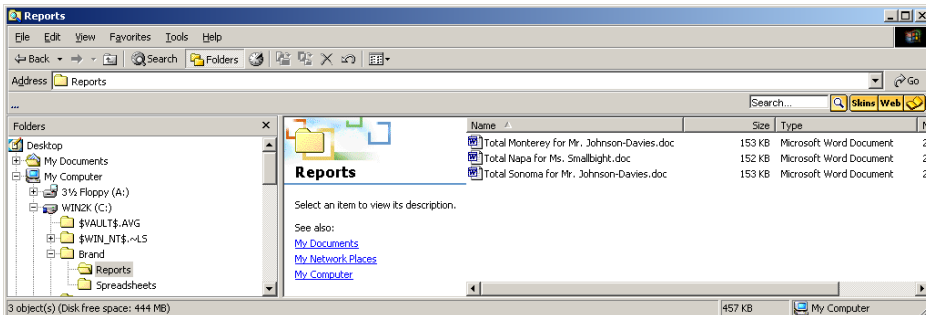 Reports
File Edit View Favorites Tools Help
Back Search Folders
Address Reports Go
... Search... Skins Web
Folders
Desktop
My Documents
My Computer
3½ Floppy (A:)
WIN2K (C:)
$VAULT$.AVG
$WIN_NT$.~LS
Brand
Reports
Spreadsheets
Reports
Select an item to view its description.
See also:
My Documents
My Network Places
My Computer
Name Size Type
Total Monterey for Mr. Johnson-Davies.doc 153 KB Microsoft Word Document
Total Napa for Ms. Smallbight.doc 152 KB Microsoft Word Document
Total Sonoma for Mr. Johnson-Davies.doc 153 KB Microsoft Word Document
3 object(s) (Disk free space: 444 MB) 457 KB My Computer